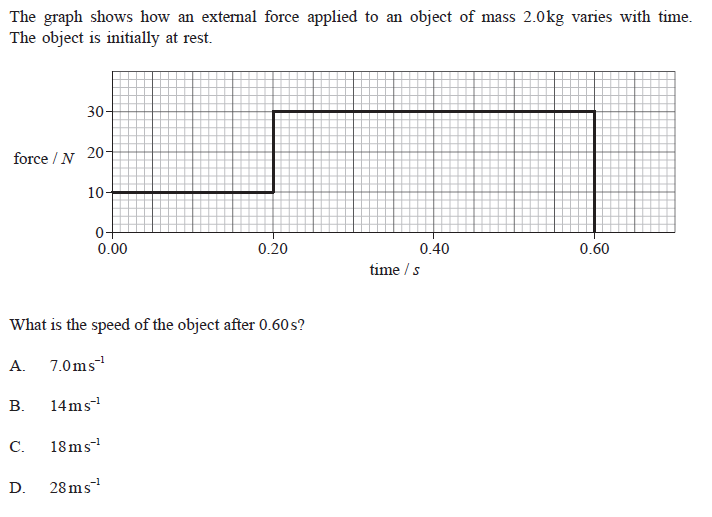 The graph shows how an external force applied to an object of mass 2.0kg varies with time.
The object is initially at rest.
30
force / N 20
10
0
0.00 0.20 0.40 0.60
time / s
What is the speed of the object after 0.60s?
A. 7.0ms⁻¹
B. 14ms⁻¹
C. 18ms⁻¹
D. 28ms⁻¹